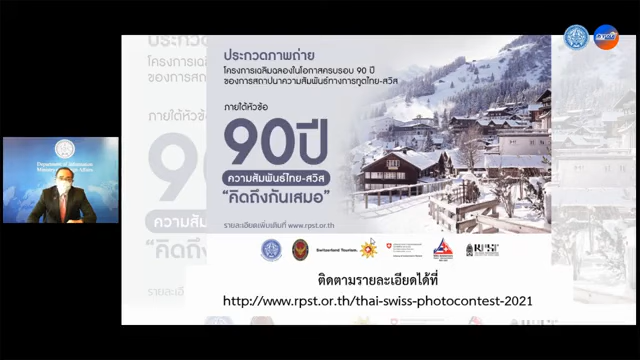 ประกวดภาพถ่าย
โครงการเฉลิมฉลองในโอกาสครบรอบ 90 ปี
ของการสถาปนาความสัมพันธ์ทางการทูตไทย-สวิส
ภายใต้หัวข้อ
90ปี
ความสัมพันธ์ไทย-สวิส
"คิดถึงกันเสมอ"
รายละเอียดเพิ่มเติมที่ www.rpst.or.th
Switzerland Tourism.
RPST
ติดตามรายละเอียดได้ที่
http://www.rpst.or.th/thai-swiss-photocontest-2021
Department of Information